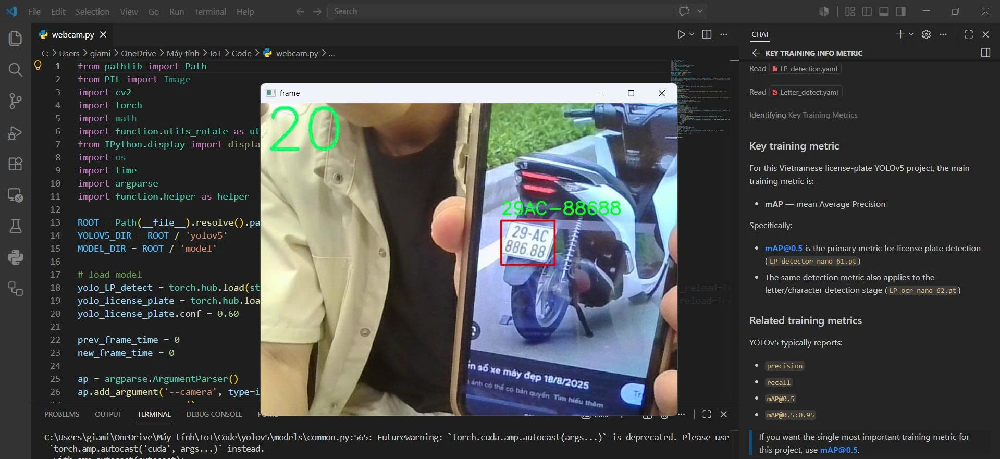 File Edit Selection View Go Run Terminal Help
Search
webcam.py
C: > Users > giami > OneDrive > Máy tính > IoT > Code > webcam.py > ...
1 from pathlib import Path
2 from PIL import Image
3 import cv2
4 import torch
5 import math
6 import function.utils_rotate as ut
7 from IPython.display import displa
8 import os
9 import time
10 import argparse
11 import function.helper as helper
12
13 ROOT = Path(__file__).resolve().pa
14 YOLOV5_DIR = ROOT / 'yolov5'
15 MODEL_DIR = ROOT / 'model'
16
17 # load model
18 yolo_LP_detect = torch.hub.load(st
19 yolo_license_plate = torch.hub.loa
20 yolo_license_plate.conf = 0.60
21
22 prev_frame_time = 0
23 new_frame_time = 0
24
25 ap = argparse.ArgumentParser()
26 ap.add_argument('--camera', type=i
frame
20
29AC-88688
29-AC
886.88
ển số xe máy đẹp 18/8/2025
ảnh có thể có bản quyền. Tìm hiểu thêm
Tr
PROBLEMS OUTPUT TERMINAL DEBUG CONSOLE
C:\Users\giami\OneDrive\Máy tính\IoT\Code\yolov5\models\common.py:565: FutureWarning: `torch.cuda.amp.autocast(args...)` is deprecated. Please use
`torch.amp.autocast('cuda', args...)` instead.
CHAT
KEY TRAINING INFO METRIC
Read LP_detection.yaml
Read Letter_detect.yaml
Identifying Key Training Metrics
Key training metric
For this Vietnamese license-plate YOLOv5 project, the main
training metric is:
• mAP — mean Average Precision
Specifically:
• mAP@0.5 is the primary metric for license plate detection
(LP_detector_nano_61.pt)
• The same detection metric also applies to the
letter/character detection stage (LP_ocr_nano_62.pt)
Related training metrics
YOLOv5 typically reports:
• precision
• recall
• mAP@0.5
• mAP@0.5:0.95
If you want the single most important training metric for
this project, use mAP@0.5.